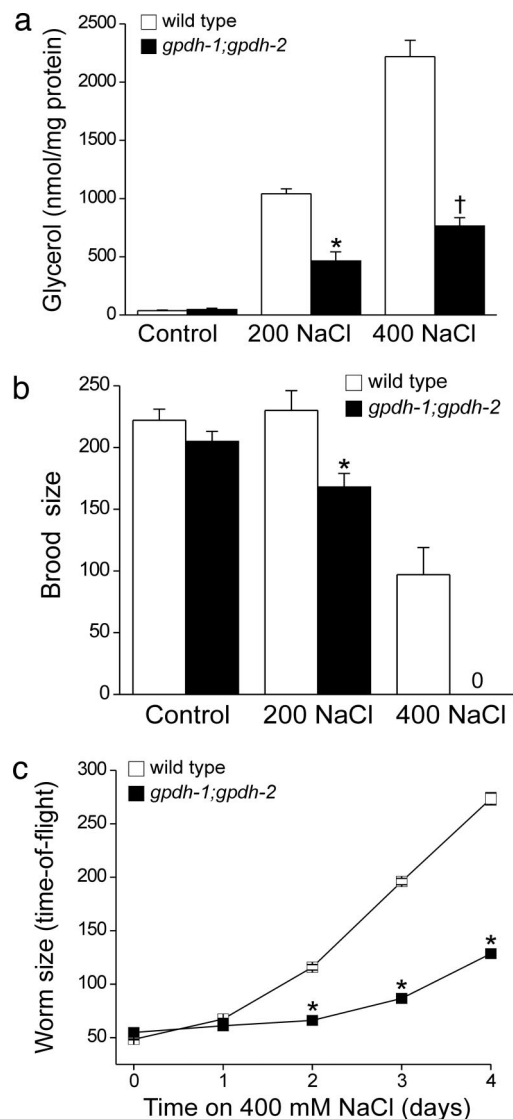 a
wild type
gpdh-1;gpdh-2
Glycerol (nmol/mg protein)
2500
2000
1500
1000
500
0
*
†
Control 200 NaCl 400 NaCl
b
wild type
gpdh-1;gpdh-2
Brood size
250
200
150
100
50
0
*
0
Control 200 NaCl 400 NaCl
c
wild type
gpdh-1;gpdh-2
Worm size (time-of-flight)
300
250
200
150
100
50
*
*
*
0 1 2 3 4
Time on 400 mM NaCl (days)